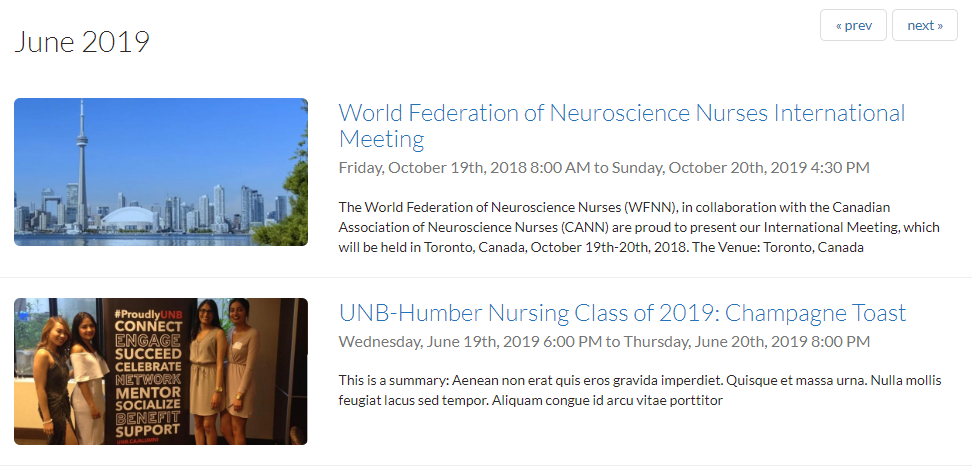 « prev
next »
June 2019
World Federation of Neuroscience Nurses International
Meeting
Friday, October 19th, 2018 8:00 AM to Sunday, October 20th, 2019 4:30 PM
The World Federation of Neuroscience Nurses (WFNN), in collaboration with the Canadian
Association of Neuroscience Nurses (CANN) are proud to present our International Meeting, which
will be held in Toronto, Canada, October 19th-20th, 2018. The Venue: Toronto, Canada
#ProudlyUNB
CONNECT
ENGAGE
SUCCEED
CELEBRATE
NETWORK
MENTOR
SOCIALIZE
BENEFIT
SUPPORT
UNB.CA/ALUMNI
UNB-Humber Nursing Class of 2019: Champagne Toast
Wednesday, June 19th, 2019 6:00 PM to Thursday, June 20th, 2019 8:00 PM
This is a summary: Aenean non erat quis eros gravida imperdiet. Quisque et massa urna. Nulla mollis
feugiat lacus sed tempor. Aliquam congue id arcu vitae porttitor